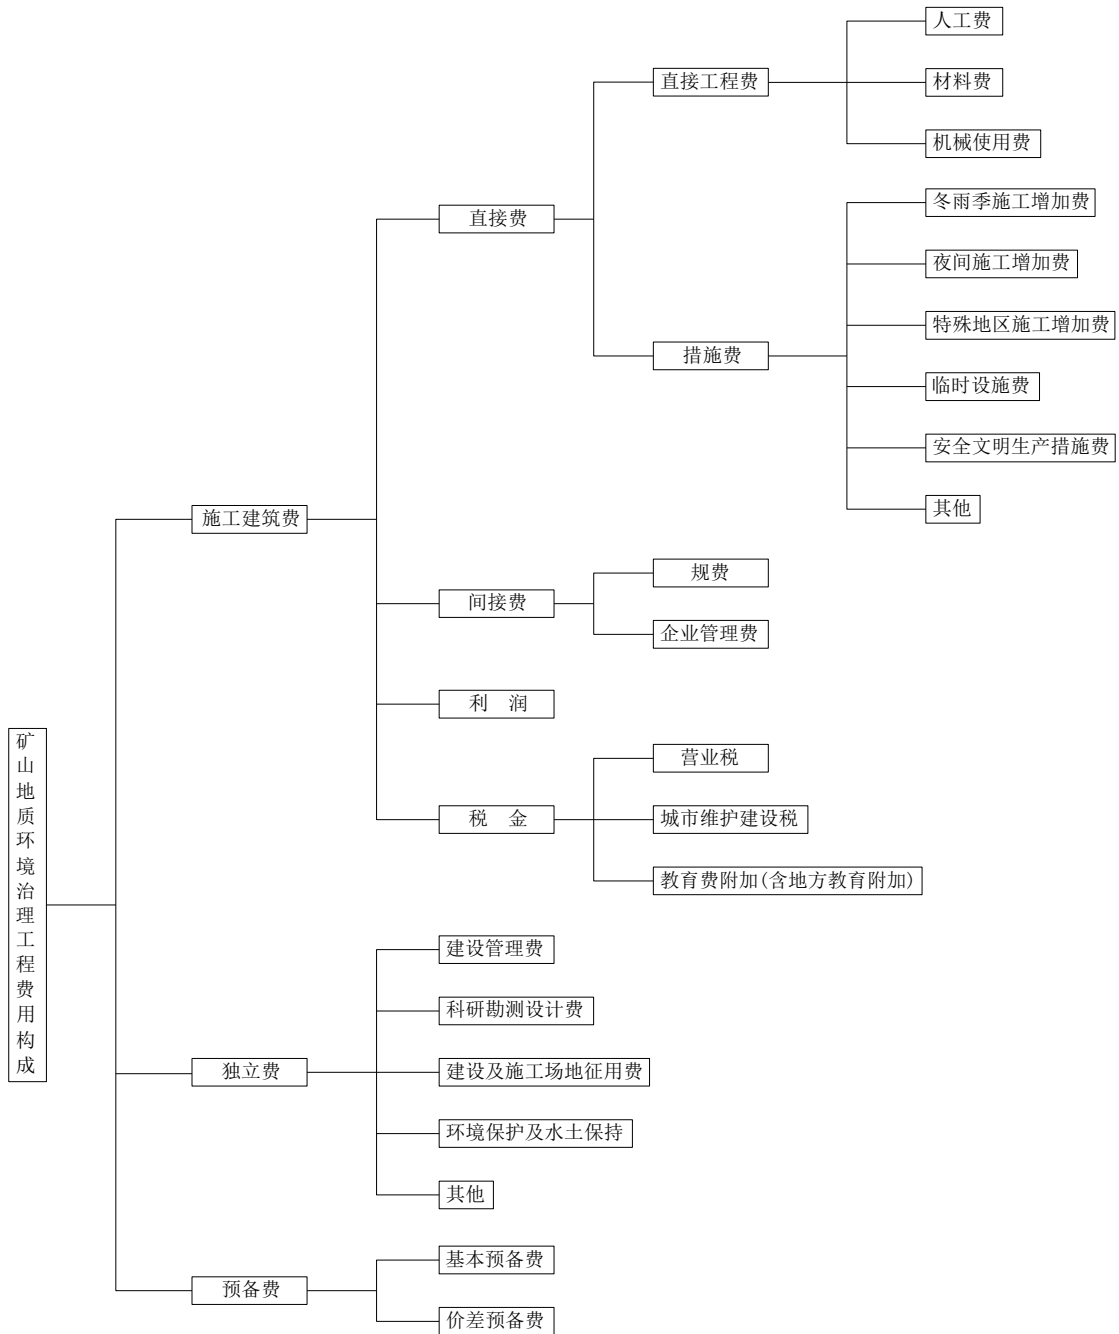 矿山地质环境治理工程费用构成
施工建筑费
直接费
直接工程费
人工费
材料费
机械使用费
措施费
冬雨季施工增加费
夜间施工增加费
特殊地区施工增加费
临时设施费
安全文明生产措施费
其他
间接费
规费
企业管理费
利 润
税 金
营业税
城市维护建设税
教育费附加(含地方教育附加)
独立费
建设管理费
科研勘测设计费
建设及施工场地征用费
环境保护及水土保持
其他
预备费
基本预备费
价差预备费